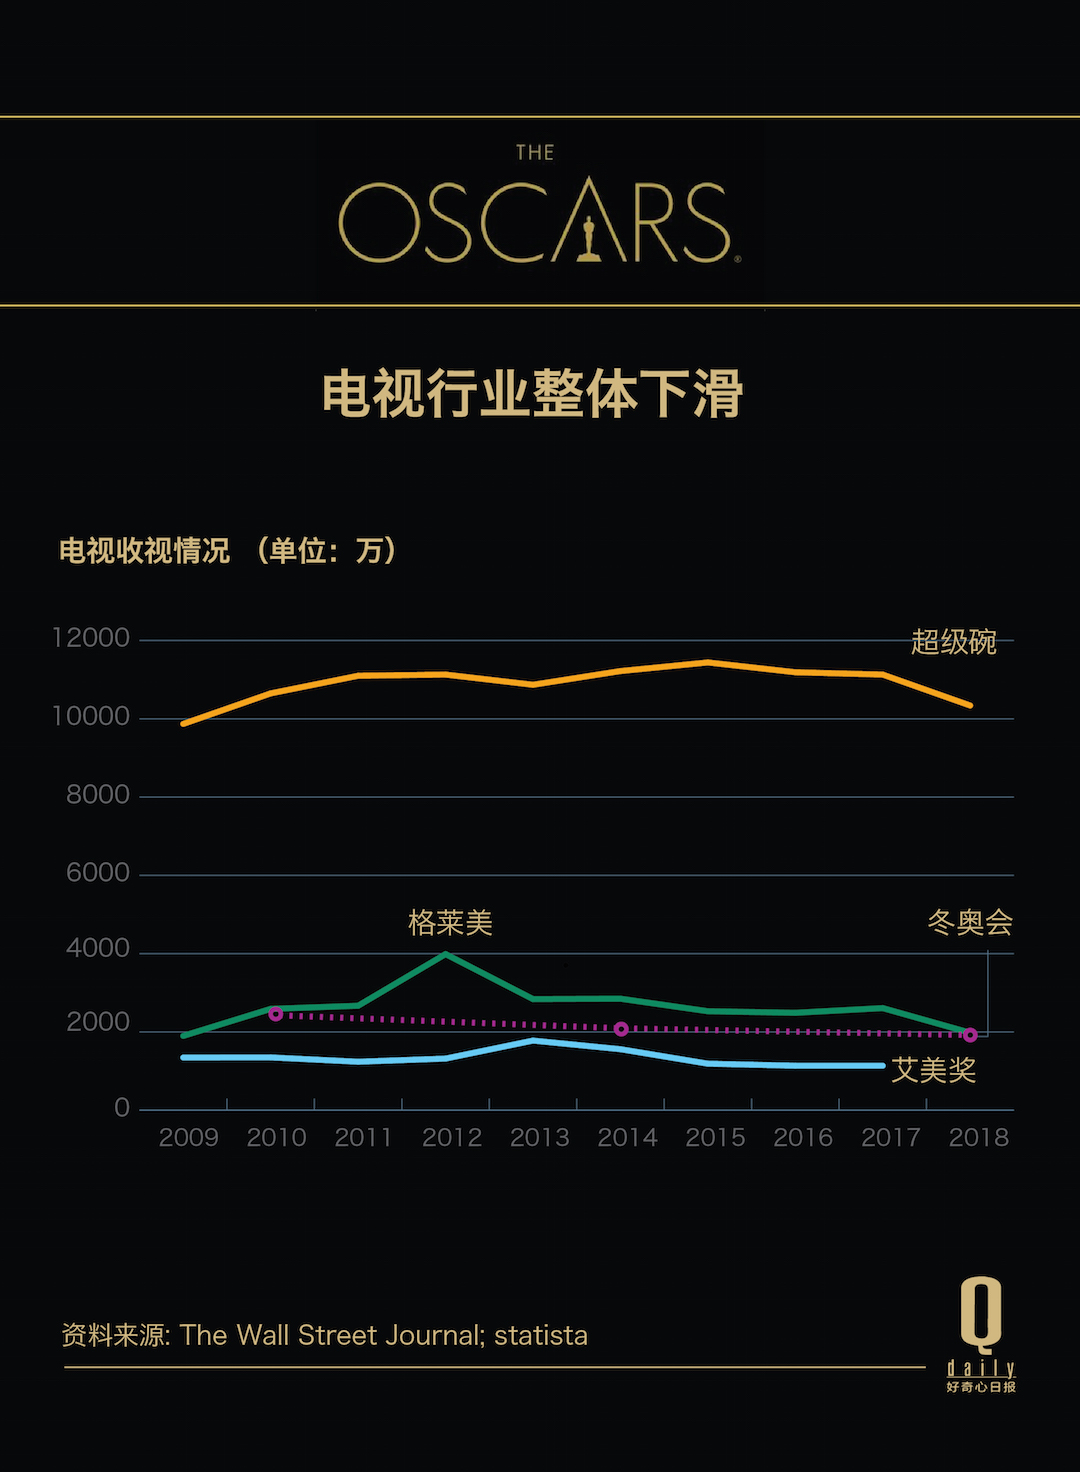 THE
OSCARS®
电视行业整体下滑
电视收视情况 （单位：万）
12000
超级碗
10000
8000
6000
格莱美
冬奥会
4000
2000
艾美奖
0
2009 2010 2011 2012 2013 2014 2015 2016 2017 2018
资料来源: The Wall Street Journal; statista
Q
daily
好奇心日报